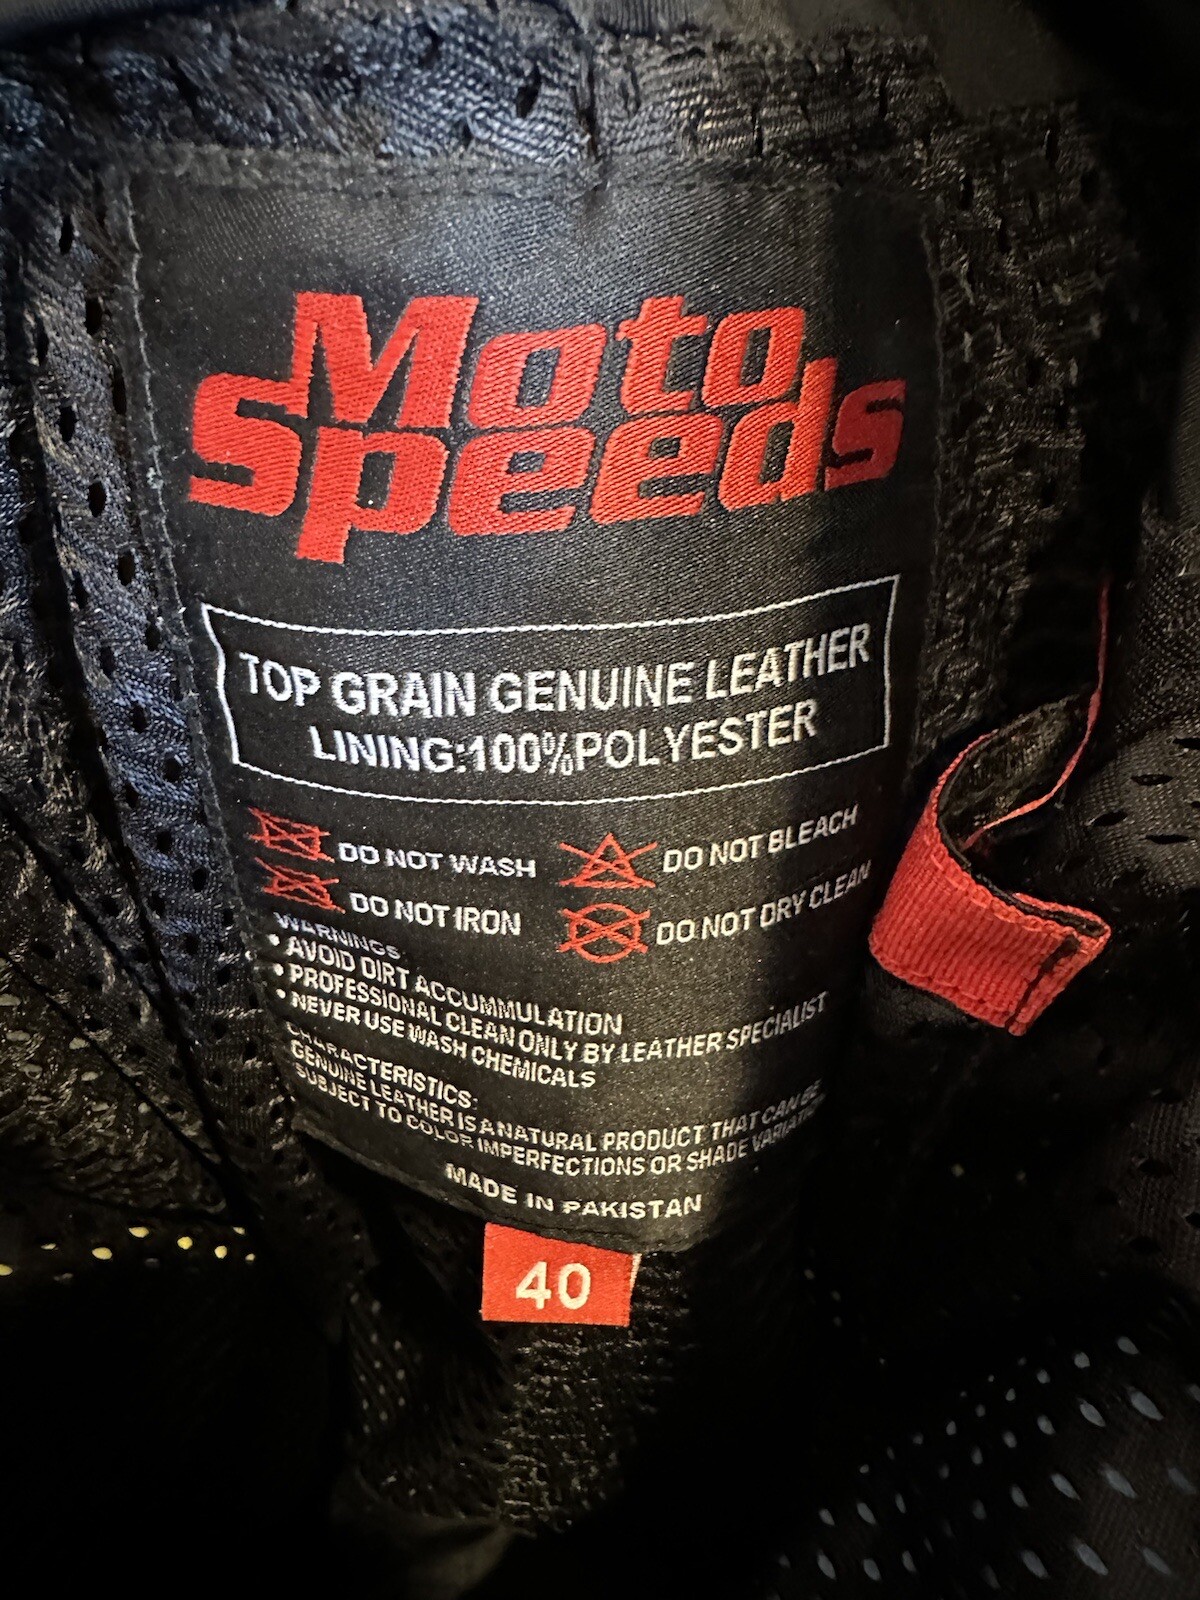 Moto
Speeds
TOP GRAIN GENUINE LEATHER
LINING:100%POLYESTER
DO NOT WASH
DO NOT BLEACH
DO NOT IRON
DO NOT DRY CLEAN
WARNINGS
• AVOID DIRT ACCUMMULATION
• PROFESSIONAL CLEAN ONLY BY LEATHER SPECIALIST
• NEVER USE WASH CHEMICALS
CHARACTERISTICS:
GENUINE LEATHER IS A NATURAL PRODUCT THAT CAN BE
SUBJECT TO COLOR IMPERFECTIONS OR SHADE VARIATION
MADE IN PAKISTAN
40